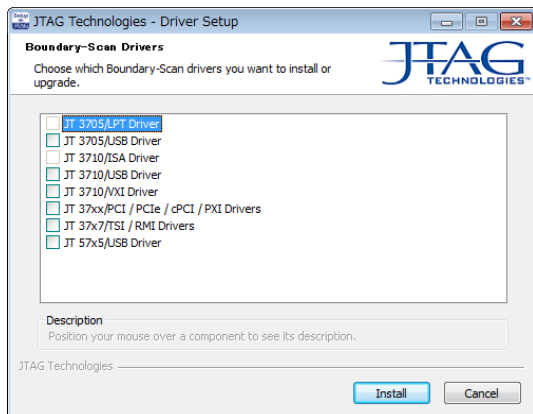 Setup
JTAG
JTAG Technologies - Driver Setup
Boundary-Scan Drivers
Choose which Boundary-Scan drivers you want to install or
upgrade.
JTAG
TECHNOLOGIES™
JT 3705/LPT Driver
JT 3705/USB Driver
JT 3710/ISA Driver
JT 3710/USB Driver
JT 3710/VXI Driver
JT 37xx/PCI / PCIe / cPCI / PXI Drivers
JT 37x7/TSI / RMI Drivers
JT 57x5/USB Driver
Description
Position your mouse over a component to see its description.
JTAG Technologies
Install
Cancel